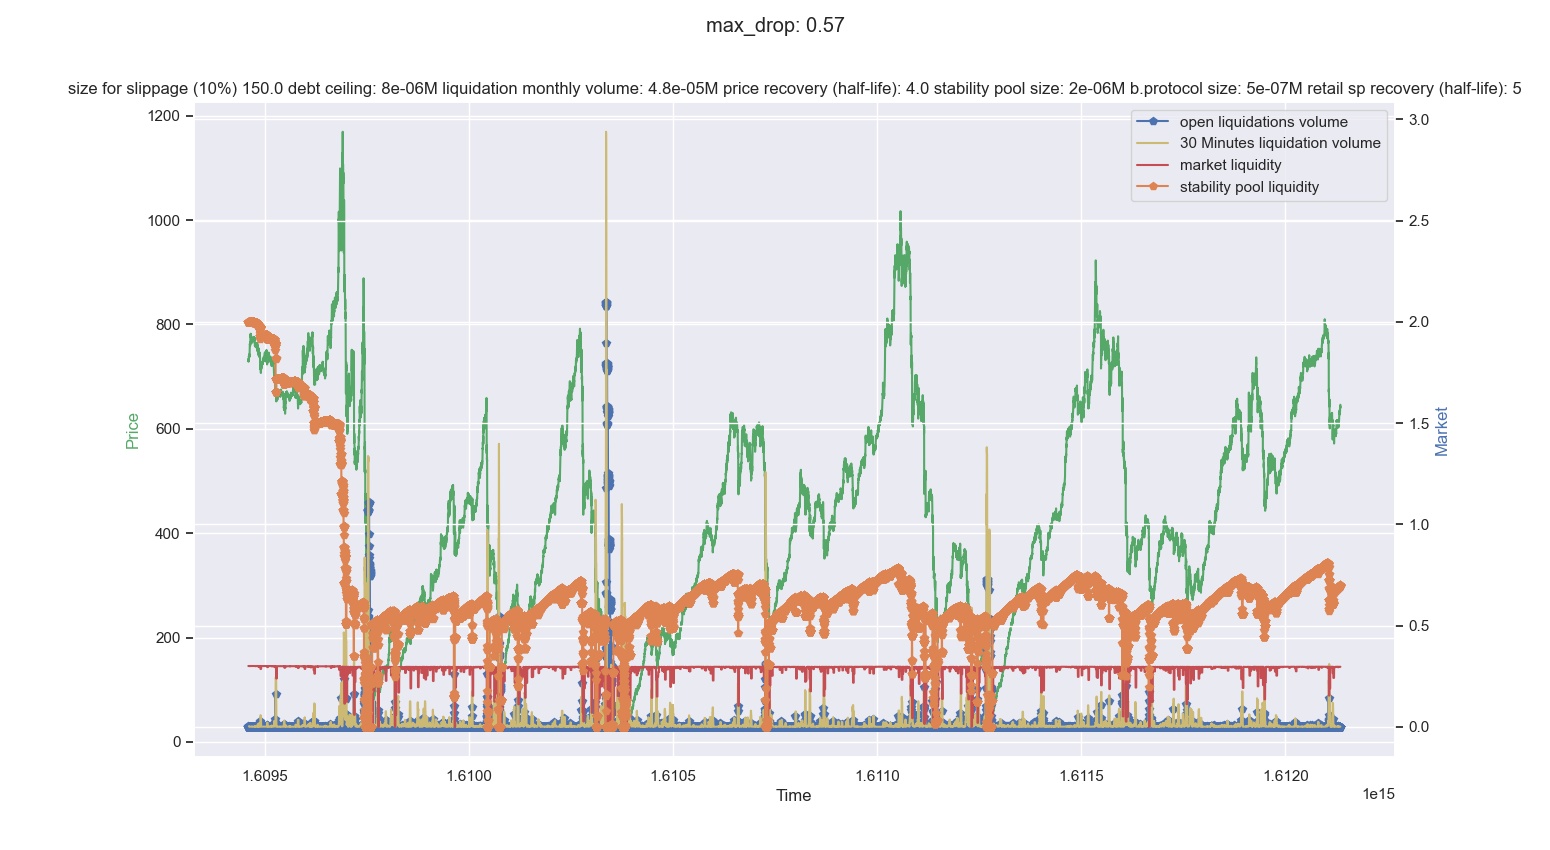 max_drop: 0.57
size for slippage (10%) 150.0 debt ceiling: 8e-06M liquidation monthly volume: 4.8e-05M price recovery (half-life): 4.0 stability pool size: 2e-06M b.protocol size: 5e-07M retail sp recovery (half-life): 5
open liquidations volume
30 Minutes liquidation volume
market liquidity
stability pool liquidity
1200
1000
800
600
400
200
0
Price
3.0
2.5
2.0
1.5
1.0
0.5
0.0
Market
1.6095 1.6100 1.6105 1.6110 1.6115 1.6120
Time
1e15